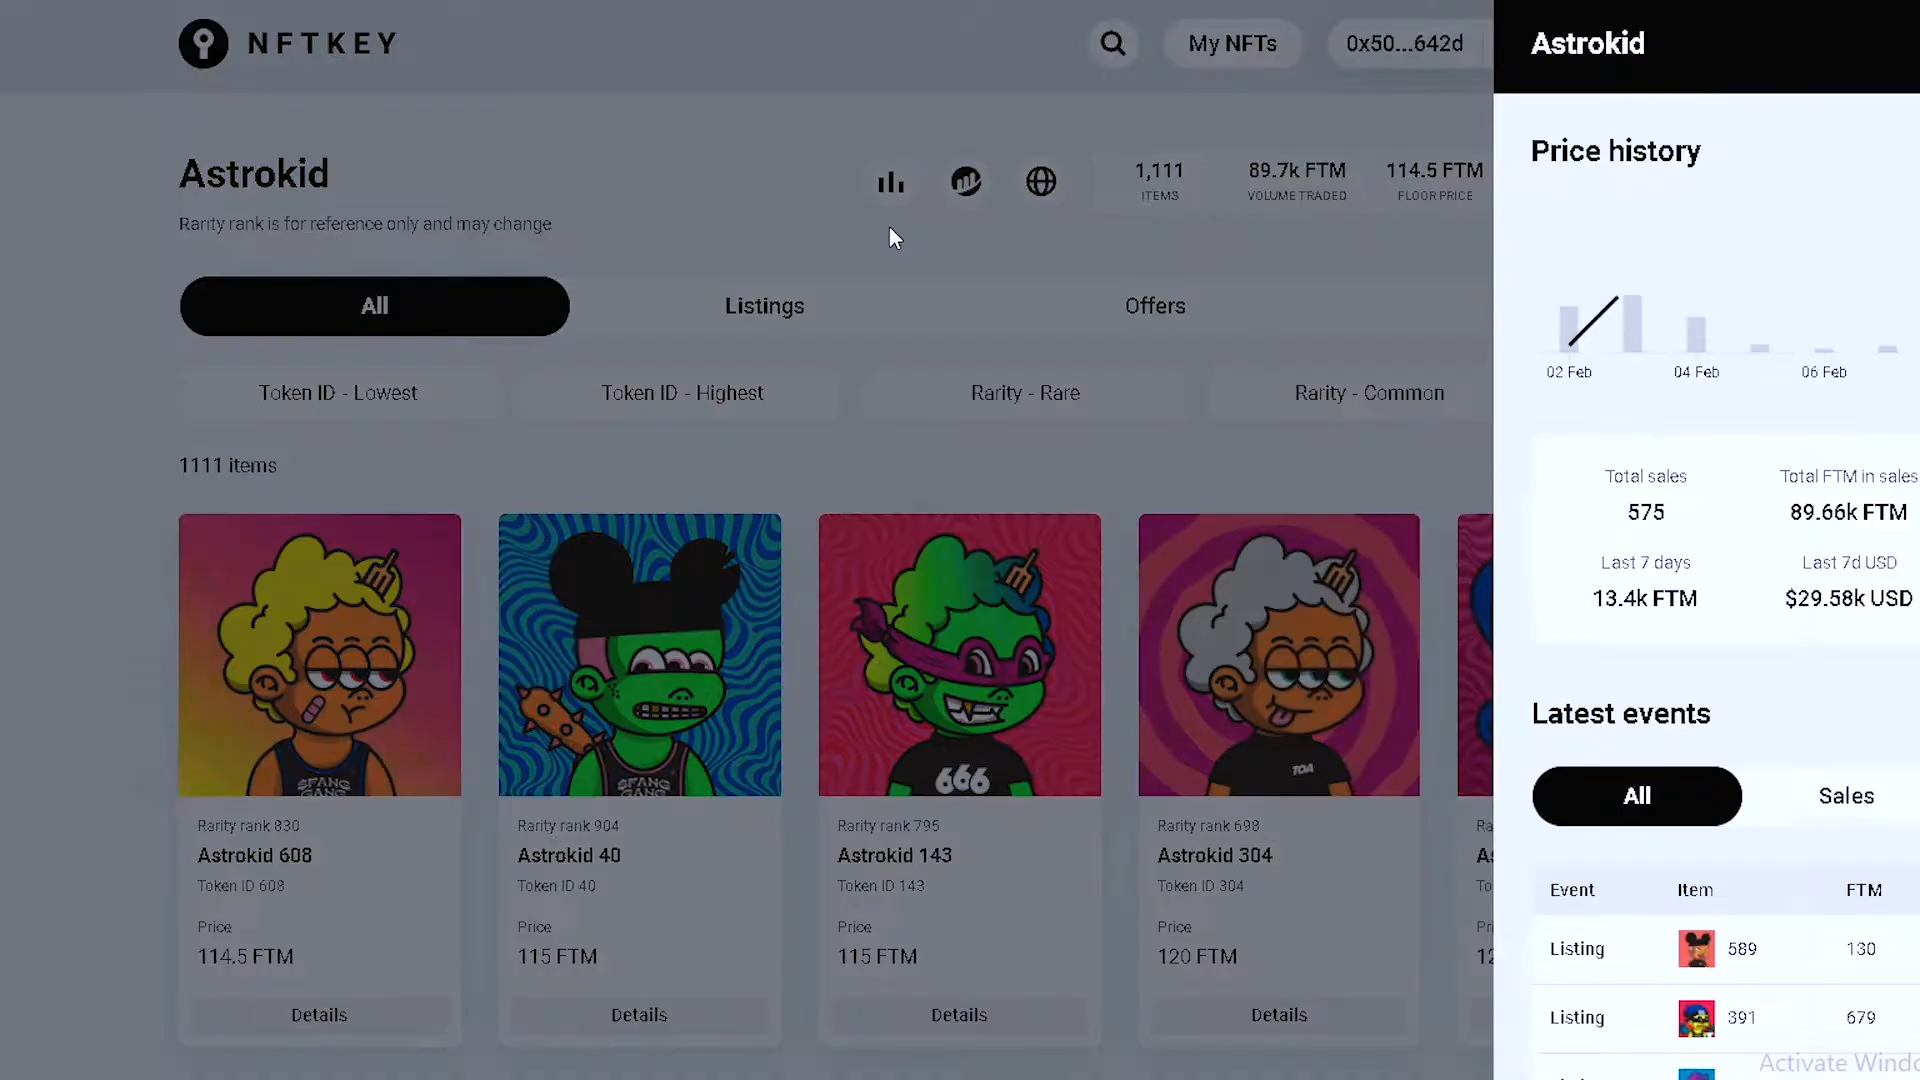 NFTKEY
My NFTs
0x50...642d
Astrokid
Astrokid
Rarity rank is for reference only and may change
1,111
ITEMS
89.7k FTM
VOLUME TRADED
114.5 FTM
FLOOR PRICE
All
Listings
Offers
Token ID - Lowest
Token ID - Highest
Rarity - Rare
Rarity - Common
1111 items
SFANG
GANG
SFANG
GANG
666
TOA
Rarity rank 830
Astrokid 608
Token ID 608
Price
114.5 FTM
Details
Rarity rank 904
Astrokid 40
Token ID 40
Price
115 FTM
Details
Rarity rank 795
Astrokid 143
Token ID 143
Price
115 FTM
Details
Rarity rank 698
Astrokid 304
Token ID 304
Price
120 FTM
Details
Price history
02 Feb
04 Feb
06 Feb
Total sales
575
Total FTM in sales
89.66k FTM
Last 7 days
13.4k FTM
Last 7d USD
$29.58k USD
Latest events
All
Sales
Event Item FTM
Listing 589 130
Listing 391 679
Activate